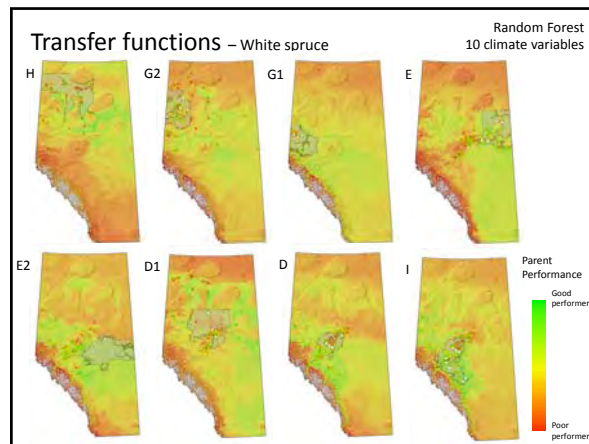 Transfer functions – White spruce
Random Forest
10 climate variables
H
G2
G1
E
E2
D1
D
I
Parent
Performance
Good
performer
Poor
performer